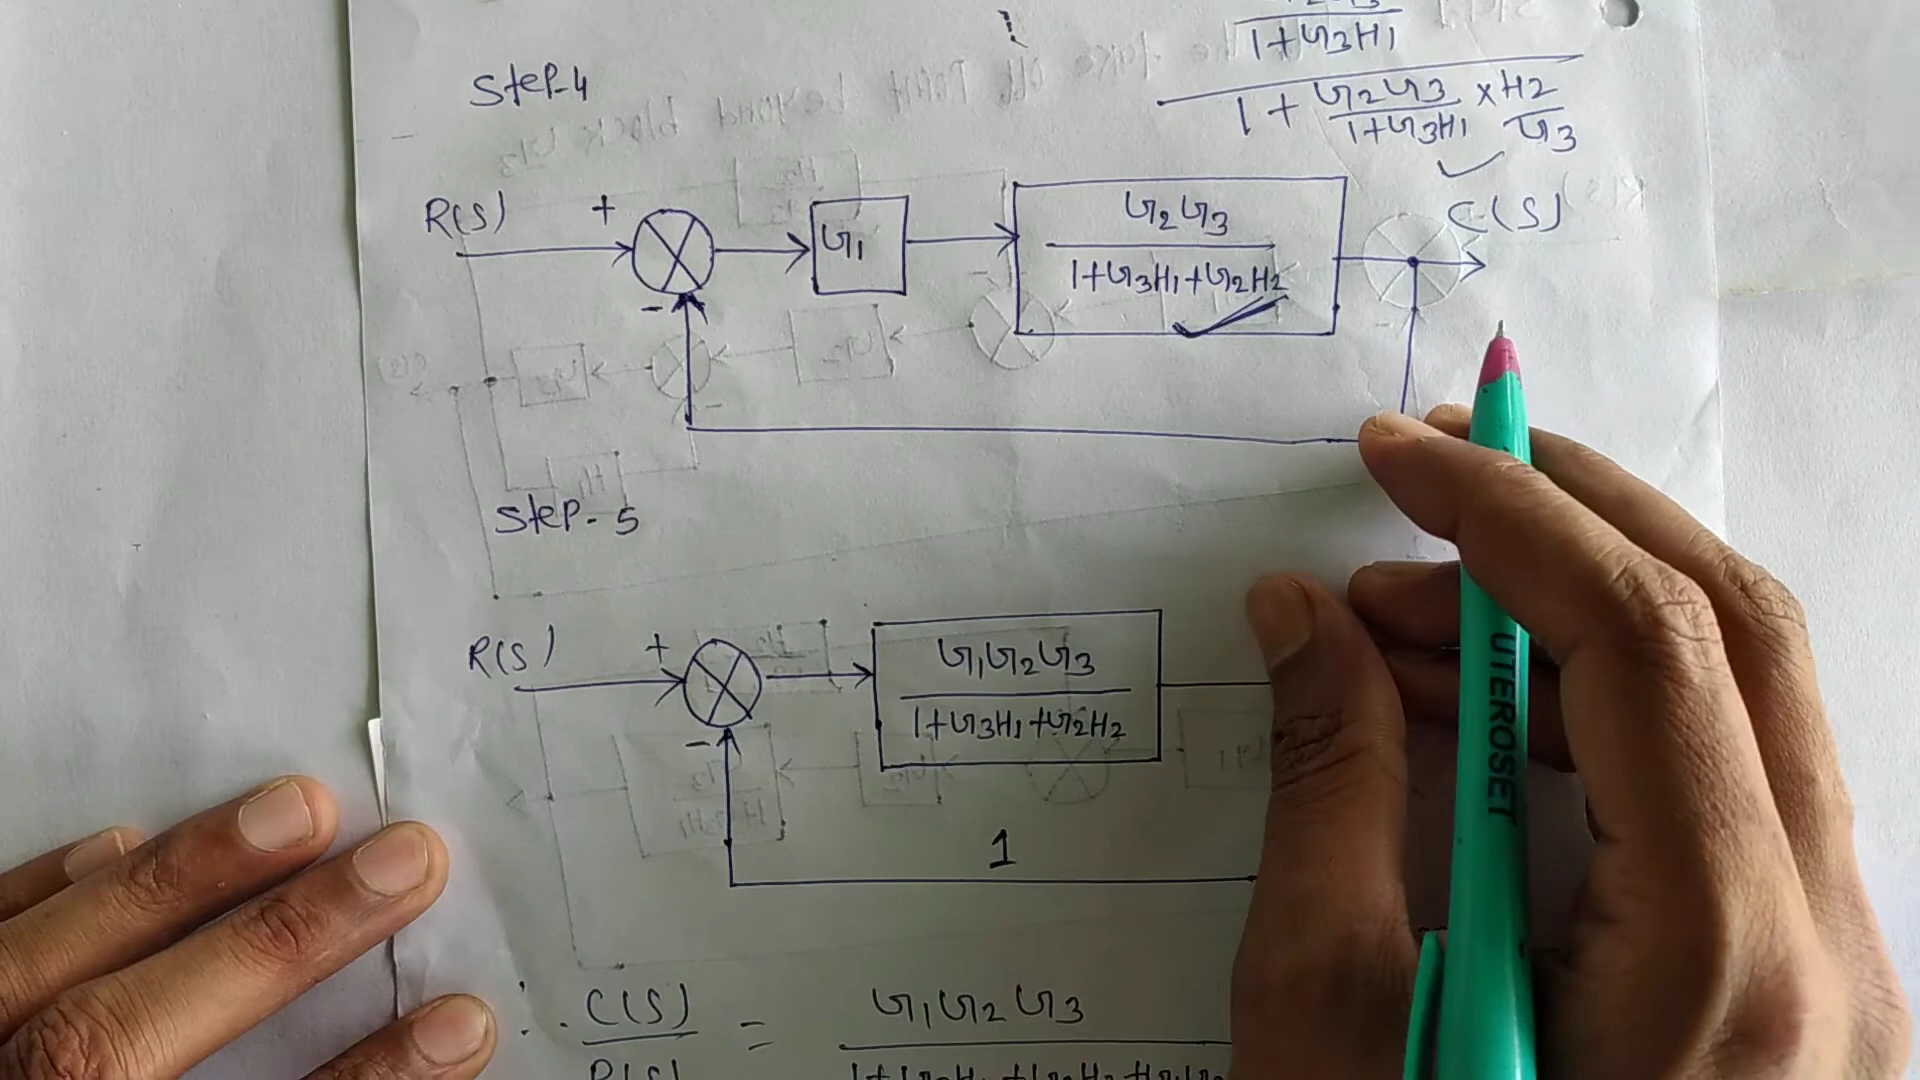 1+G3H1
1 + G2G3/1+G3H1 × H2/G3
Step-4
R(S) + G1 G2G3/1+G3H1+G2H2 C(S)
-
Step-5
R(S) + G1G2G3/1+G3H1+G2H2
-
1
∴ C(S)/R(S) = G1G2G3
UTEROSET